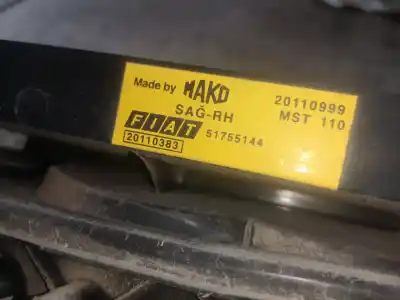 Made by MAKO 20110999
SAĞ-RH MST 110
FIAT 51755144
20110383